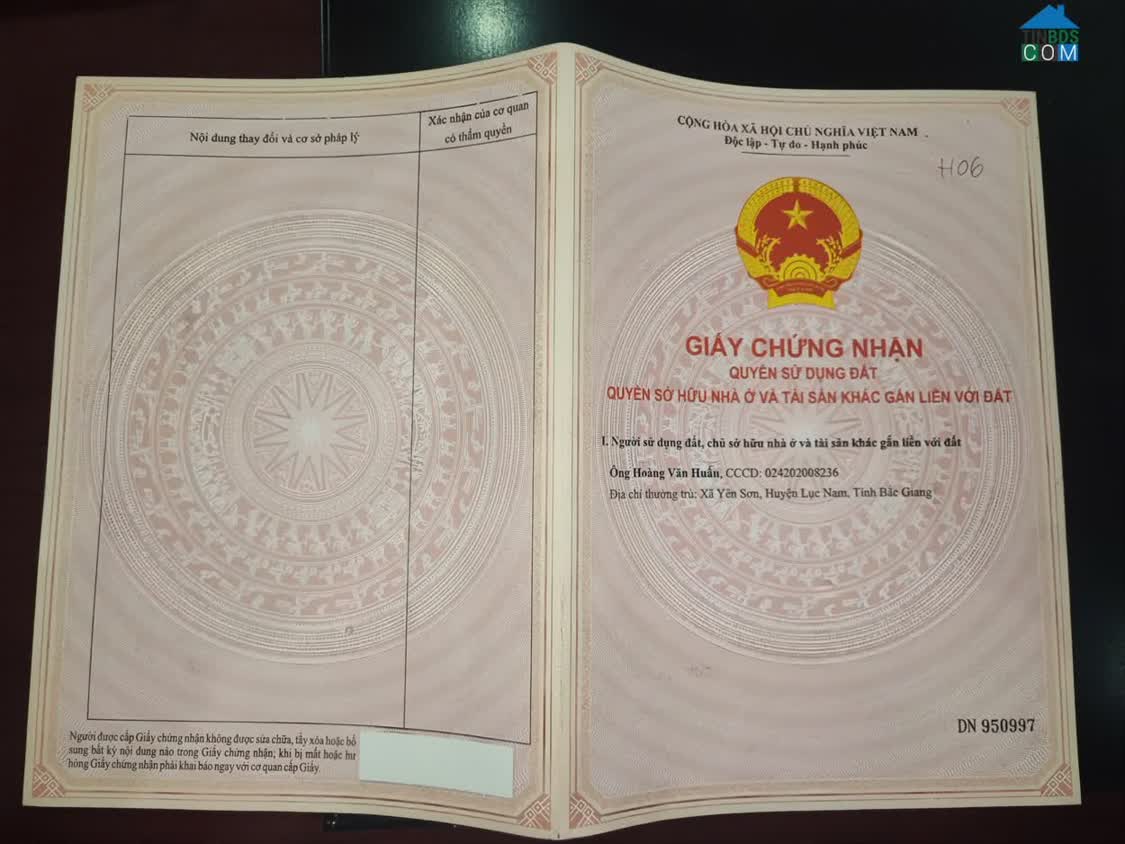 TINBDS
COM
Nội dung thay đổi và cơ sở pháp lý
Xác nhận của cơ quan
có thẩm quyền
Người được cấp Giấy chứng nhận không được sửa chữa, tẩy xóa hoặc bổ
sung bất kỳ nội dung nào trong Giấy chứng nhận; khi bị mất hoặc hư
hỏng Giấy chứng nhận phải khai báo ngay với cơ quan cấp Giấy.
CỘNG HÒA XÃ HỘI CHỦ NGHĨA VIỆT NAM
Độc lập - Tự do - Hạnh phúc
H06
GIẤY CHỨNG NHẬN
QUYỀN SỬ DỤNG ĐẤT
QUYỀN SỞ HỮU NHÀ Ở VÀ TÀI SẢN KHÁC GẮN LIỀN VỚI ĐẤT
I. Người sử dụng đất, chủ sở hữu nhà ở và tài sản khác gắn liền với đất
Ông Hoàng Văn Huấn, CCCD: 024202008236
Địa chỉ thường trú: Xã Yên Sơn, Huyện Lục Nam, Tỉnh Bắc Giang
DN 950997